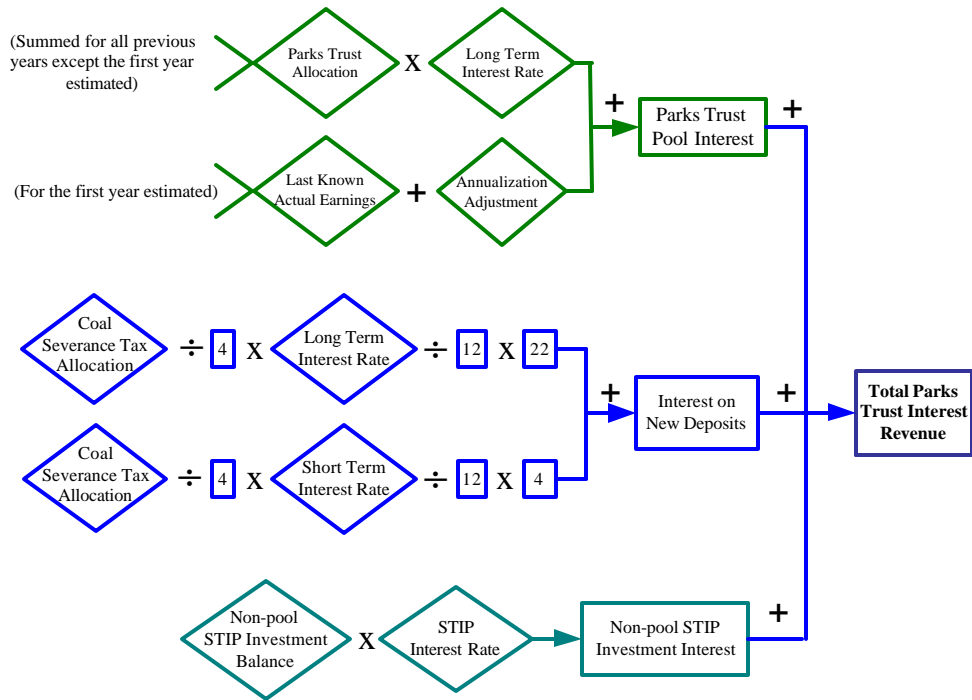 (Summed for all previous
years except the first year
estimated)
Parks Trust
Allocation
X
Long Term
Interest Rate
+
Parks Trust
Pool Interest
+
(For the first year estimated)
Last Known
Actual Earnings
+
Annualization
Adjustment
Coal
Severance Tax
Allocation
÷ 4 X
Long Term
Interest Rate
÷ 12 X 22
+
Interest on
New Deposits
+
Total Parks
Trust Interest
Revenue
Coal
Severance Tax
Allocation
÷ 4 X
Short Term
Interest Rate
÷ 12 X 4
Non-pool
STIP Investment
Balance
X
STIP
Interest Rate
Non-pool STIP
Investment Interest
+